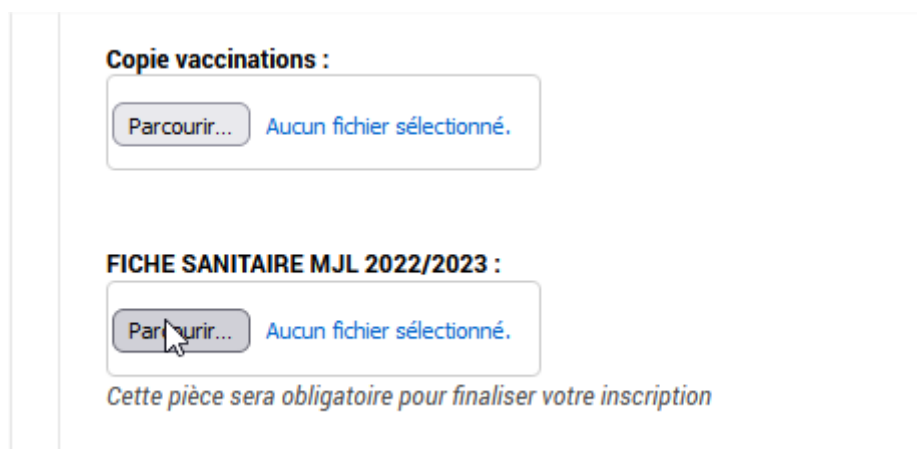 Copie vaccinations :
Parcourir... Aucun fichier sélectionné.
FICHE SANITAIRE MJL 2022/2023 :
Parcourir... Aucun fichier sélectionné.
Cette pièce sera obligatoire pour finaliser votre inscription